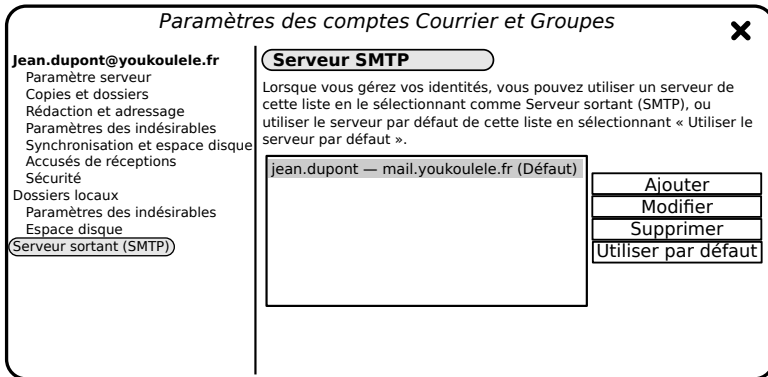 Paramètres des comptes Courrier et Groupes
Jean.dupont@youkoulele.fr
Paramètre serveur
Copies et dossiers
Rédaction et adressage
Paramètres des indésirables
Synchronisation et espace disque
Accusés de réceptions
Sécurité
Dossiers locaux
Paramètres des indésirables
Espace disque
Serveur sortant (SMTP)
Serveur SMTP
Lorsque vous gérez vos identités, vous pouvez utiliser un serveur de
cette liste en le sélectionnant comme Serveur sortant (SMTP), ou
utiliser le serveur par défaut de cette liste en sélectionnant « Utiliser le
serveur par défaut ».
jean.dupont — mail.youkoulele.fr (Défaut)
Ajouter
Modifier
Supprimer
Utiliser par défaut